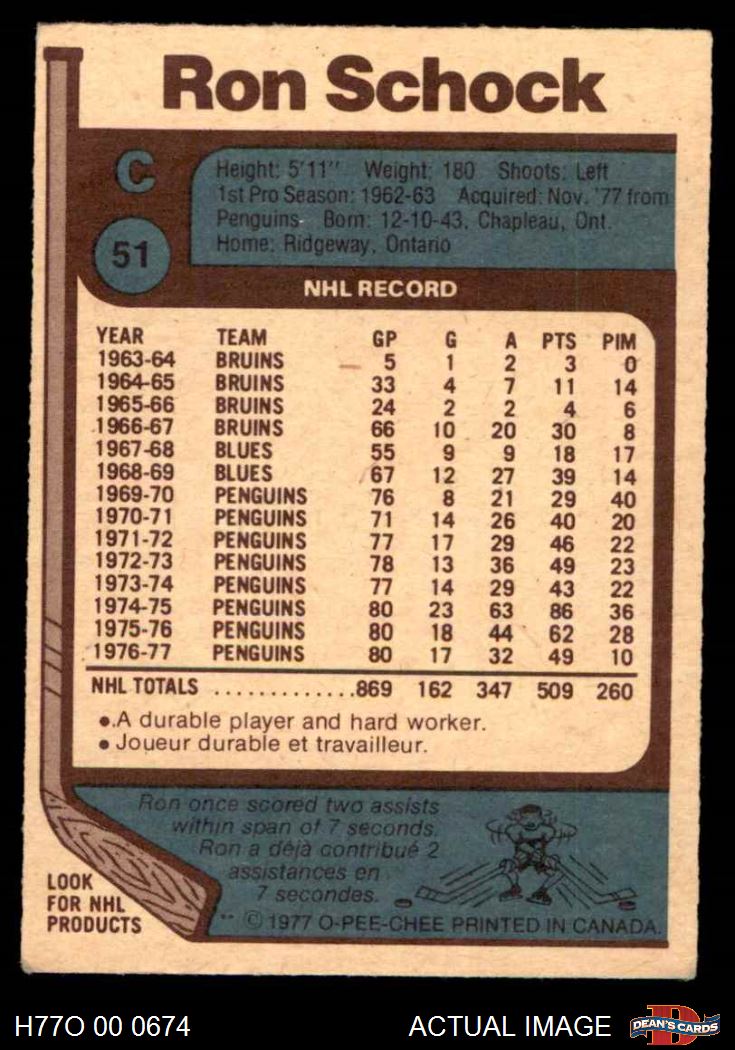 Ron Schock
C
51
Height: 5'11" Weight: 180 Shoots: Left
1st Pro Season: 1962-63 Acquired: Nov. '77 from
Penguins Born: 12-10-43, Chapleau, Ont.
Home: Ridgeway, Ontario
NHL RECORD
YEAR TEAM GP G A PTS PIM
1963-64 BRUINS 5 1 2 3 0
1964-65 BRUINS 33 4 7 11 14
1965-66 BRUINS 24 2 2 4 6
1966-67 BRUINS 66 10 20 30 8
1967-68 BLUES 55 9 9 18 17
1968-69 BLUES 67 12 27 39 14
1969-70 PENGUINS 76 8 21 29 40
1970-71 PENGUINS 71 14 26 40 20
1971-72 PENGUINS 77 17 29 46 22
1972-73 PENGUINS 78 13 36 49 23
1973-74 PENGUINS 77 14 29 43 22
1974-75 PENGUINS 80 23 63 86 36
1975-76 PENGUINS 80 18 44 62 28
1976-77 PENGUINS 80 17 32 49 10
NHL TOTALS .............869 162 347 509 260
•.A durable player and hard worker.
• Joueur durable et travailleur.
Ron once scored two assists
within span of 7 seconds.
Ron a déjà contribué 2
assistances en
7 secondes.
LOOK
FOR NHL
PRODUCTS
** © 1977 O-PEE-CHEE PRINTED IN CANADA.
H77O 00 0674
ACTUAL IMAGE
D
DEAN'S CARDS